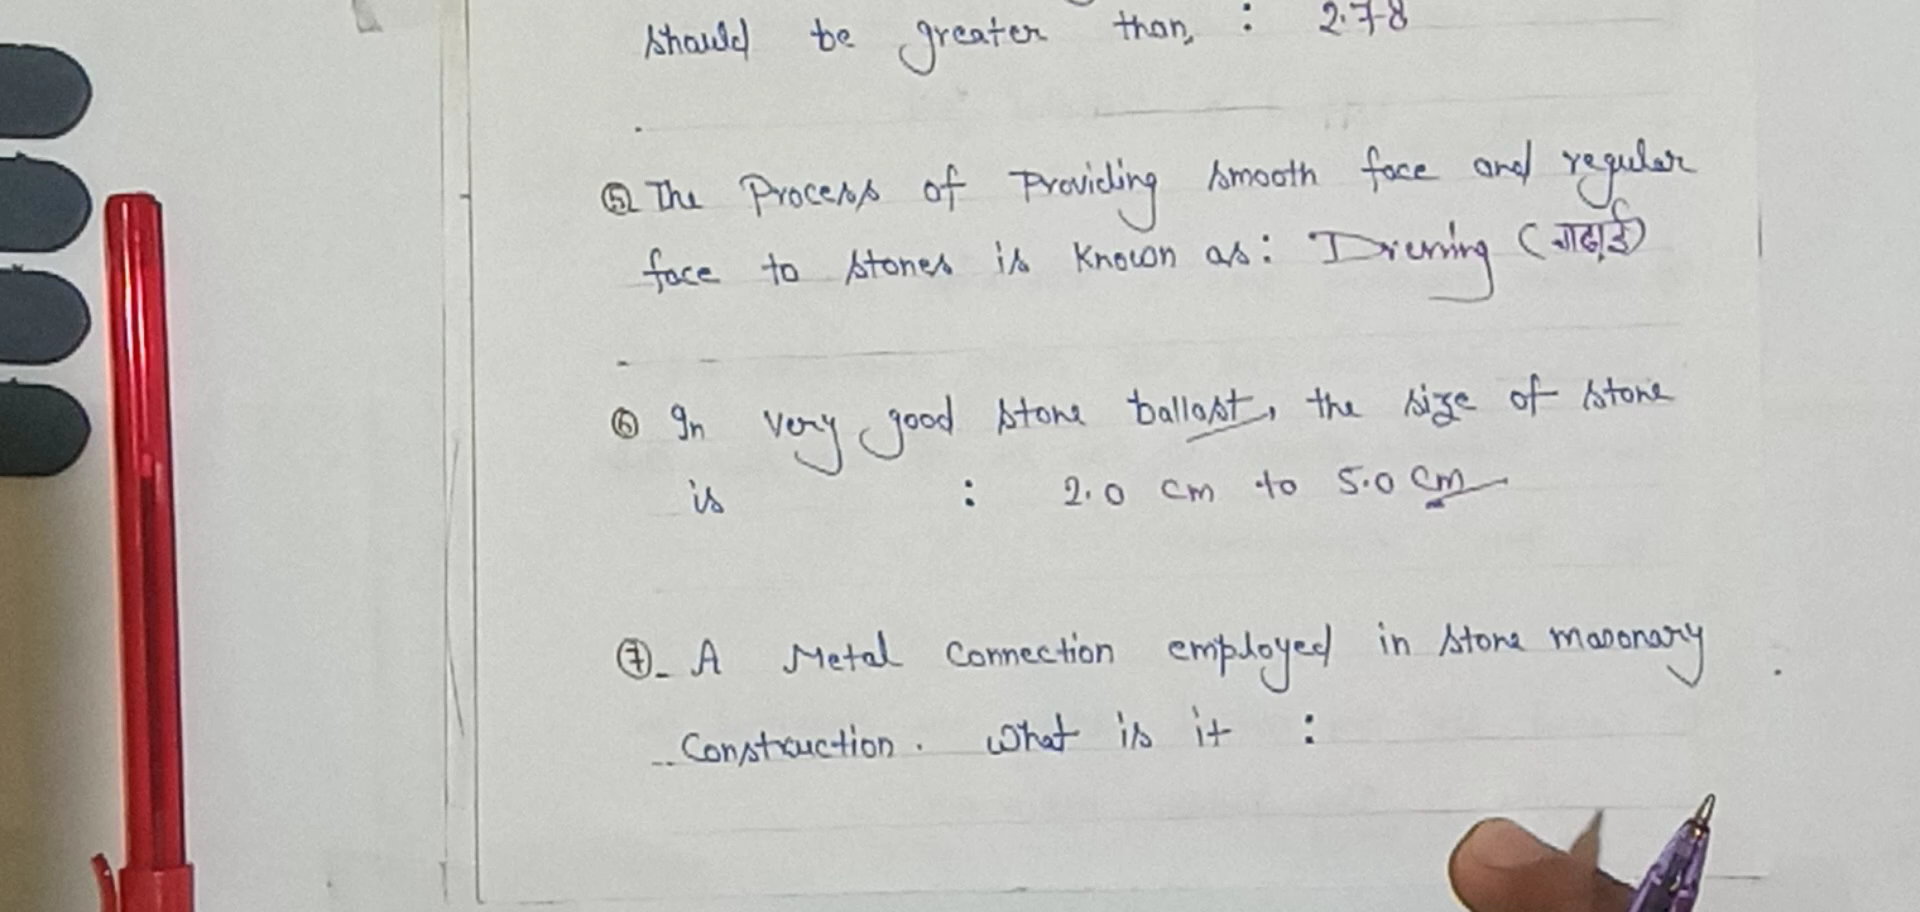 should be greater than, : 2.78
⑤ The Process of Providing smooth face and regular
face to stones is Known as: Dressing (गढ़ाई)
⑥ In very good stone ballast, the size of stone
is : 2.0 cm to 5.0 cm
⑦- A Metal Connection employed in stone masonary
Construction. What is it :